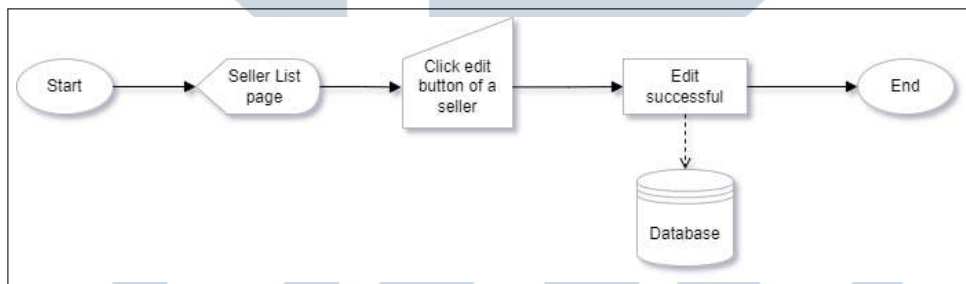 Start
Seller List
page
Click edit
button of a
seller
Edit
successful
End
Database